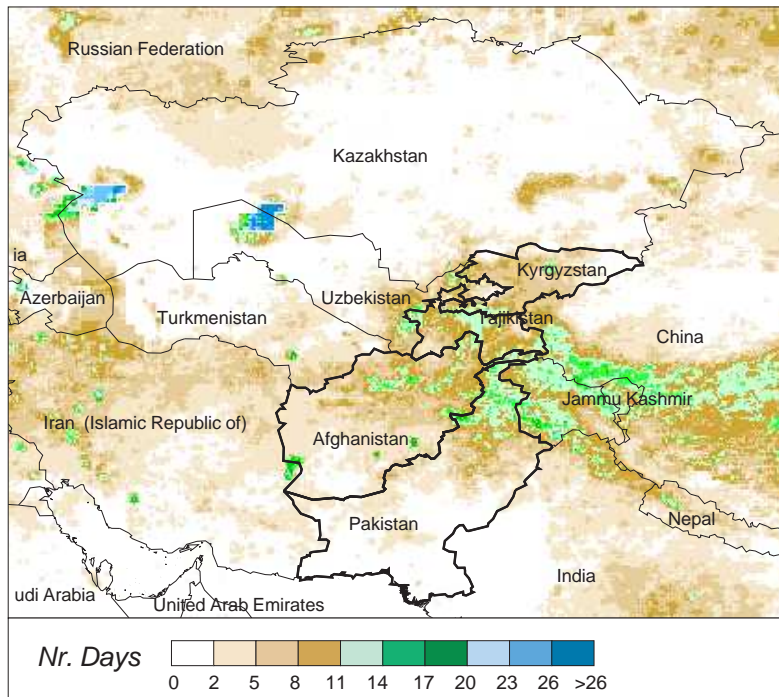 Russian Federation
Kazakhstan
ia
Kyrgyzstan
Azerbaijan
Uzbekistan
Turkmenistan
Tajikistan
China
Jammu Kashmir
Iran (Islamic Republic of)
Afghanistan
Pakistan
Nepal
India
udi Arabia
United Arab Emirates
Nr. Days
0 2 5 8 11 14 17 20 23 26 >26